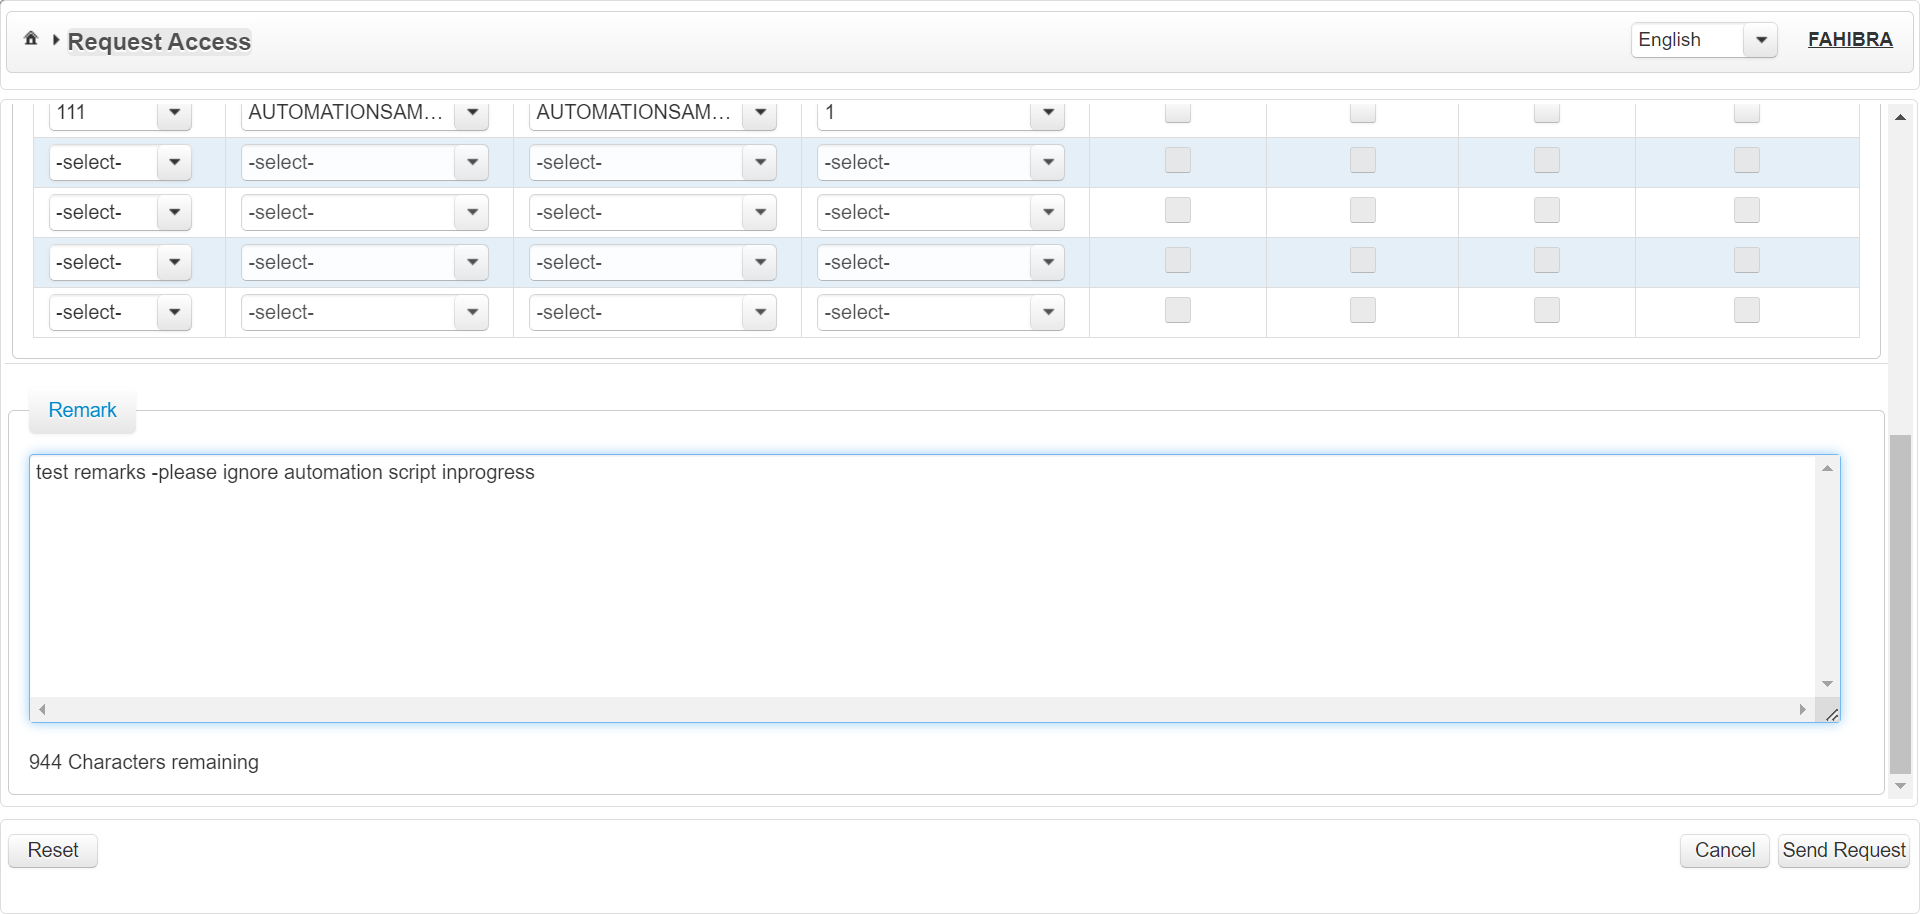 Request Access
English
FAHIBRA
111 AUTOMATIONSAM... AUTOMATIONSAM... 1
-select- -select- -select- -select-
-select- -select- -select- -select-
-select- -select- -select- -select-
-select- -select- -select- -select-
Remark
test remarks -please ignore automation script inprogress
944 Characters remaining
Reset
Cancel
Send Request